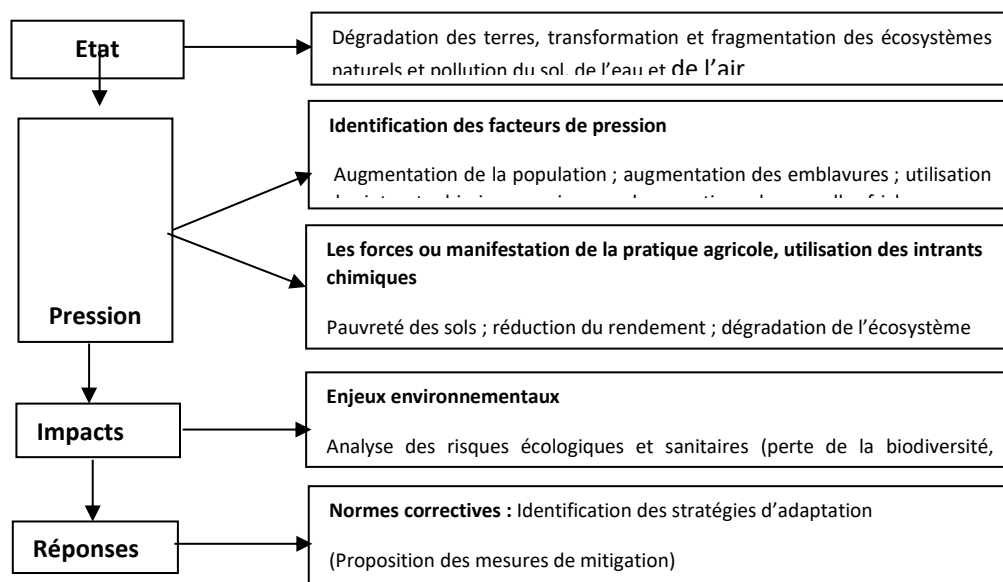 Etat
Dégradation des terres, transformation et fragmentation des écosystèmes
naturels et pollution du sol, de l'eau et de l'air
Identification des facteurs de pression
Augmentation de la population ; augmentation des emblavures ; utilisation
Les forces ou manifestation de la pratique agricole, utilisation des intrants
chimiques
Pauvreté des sols ; réduction du rendement ; dégradation de l'écosystème
Pression
Enjeux environnementaux
Impacts
Analyse des risques écologiques et sanitaires (perte de la biodiversité,
Normes correctives : Identification des stratégies d'adaptation
Réponses
(Proposition des mesures de mitigation)